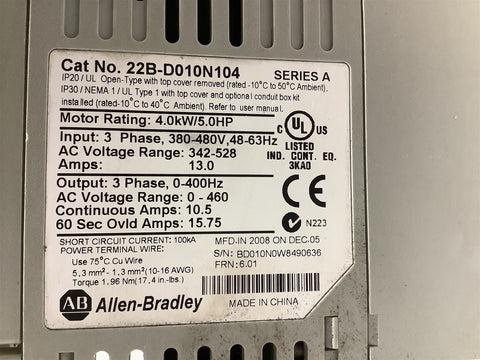 Cat No. 22B-D010N104 SERIES A
IP20 / UL Open-Type with top cover removed (rated -10°C to 50°C Ambient).
IP30 / NEMA 1 / UL Type 1 with top cover and optional conduit box kit
installed (rated -10°C to 40°C Ambient). Refer to user manual.
Motor Rating: 4.0kW/5.0HP
Input: 3 Phase, 380-480V, 48-63Hz
AC Voltage Range: 342-528
Amps: 13.0
C UL US
LISTED
IND. CONT. EQ.
3KAD
Output: 3 Phase, 0-400Hz
AC Voltage Range: 0 - 460
Continuous Amps: 10.5
60 Sec Ovld Amps: 15.75
CE
N223
SHORT CIRCUIT CURRENT: 100kA
POWER TERMINAL WIRE:
Use 75°C Cu Wire
5.3 mm² - 1.3 mm² (10-16 AWG)
Torque 1.96 Nm (17.4 in.-lbs.)
MFD-IN 2008 ON DEC-05
S/N: BD010N0W8490636
FRN: 6.01
AB Allen-Bradley MADE IN CHINA